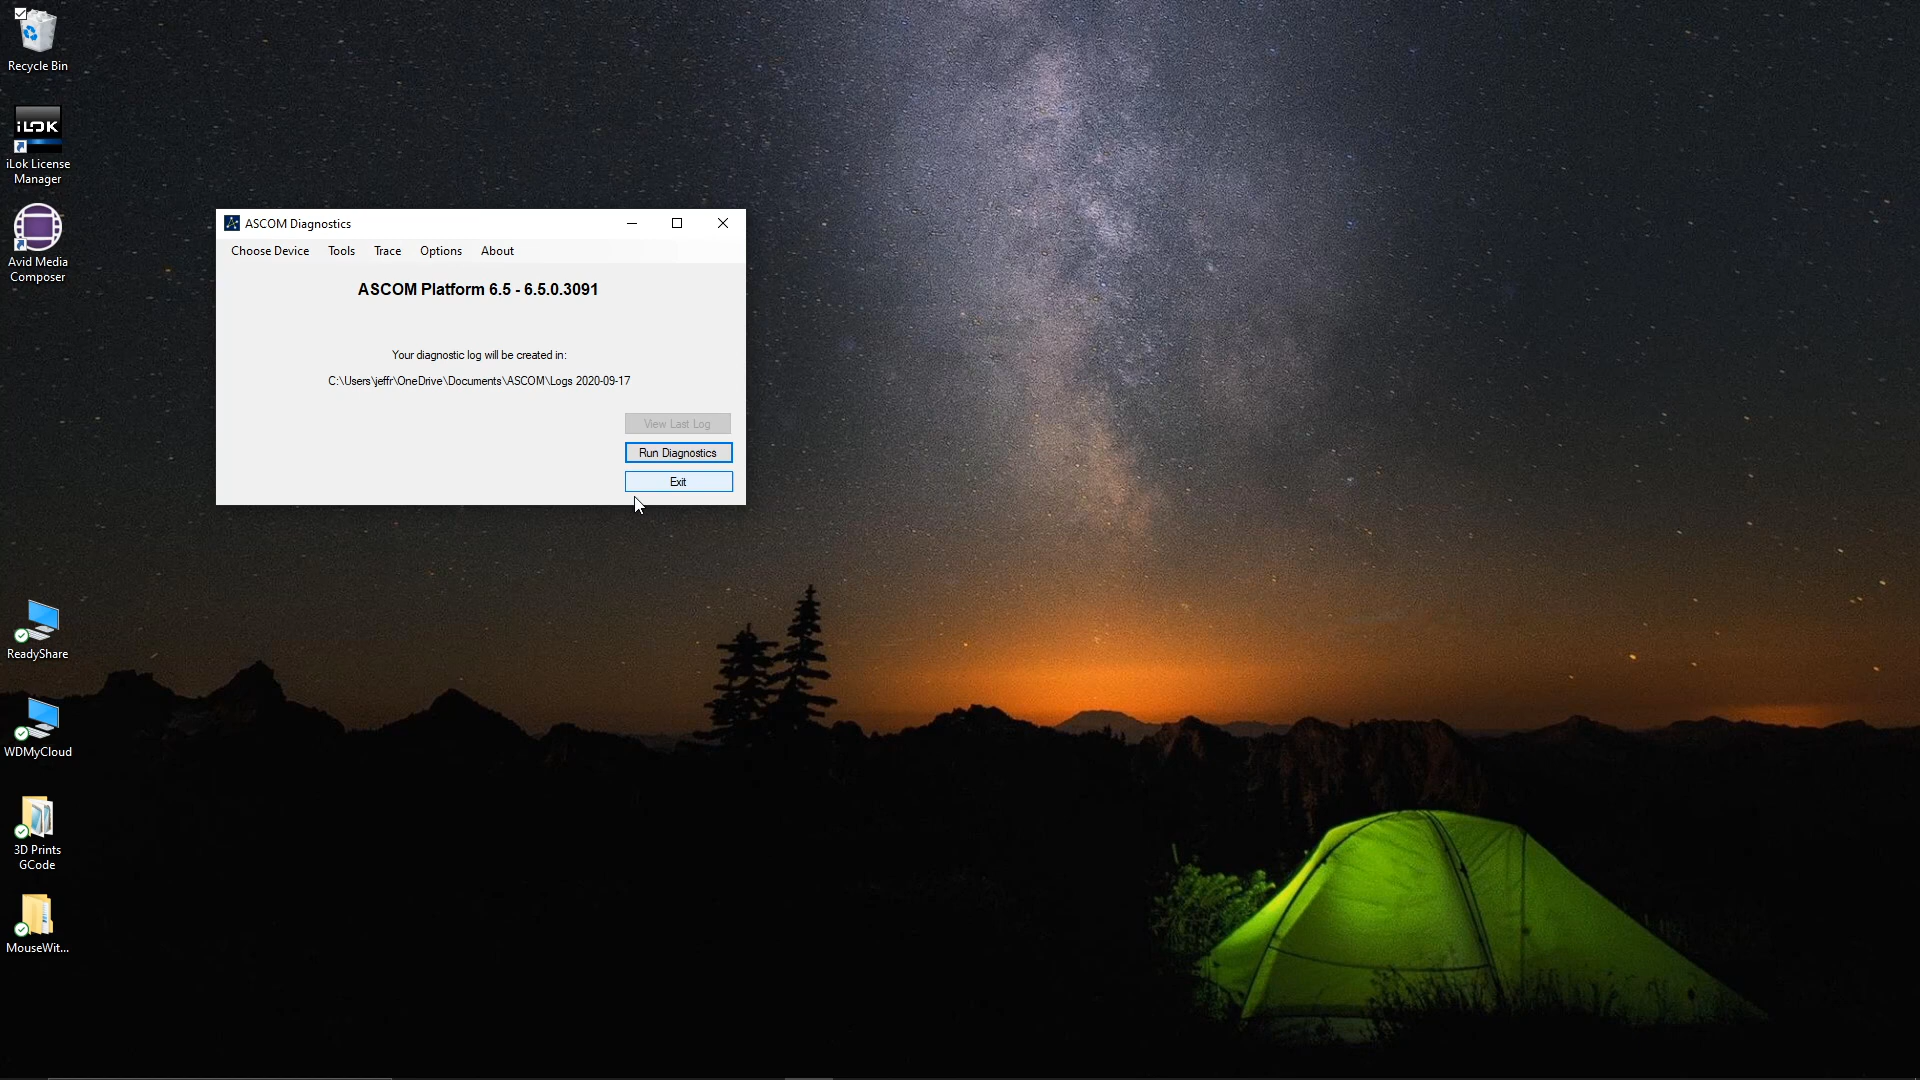 Recycle Bin
iLOK
iLok License
Manager
Avid Media
Composer
ReadyShare
WDMyCloud
3D Prints
GCode
MouseWit...
ASCOM Diagnostics
Choose Device Tools Trace Options About
ASCOM Platform 6.5 - 6.5.0.3091
Your diagnostic log will be created in:
C:\Users\jeffr\OneDrive\Documents\ASCOM\Logs 2020-09-17
View Last Log
Run Diagnostics
Exit